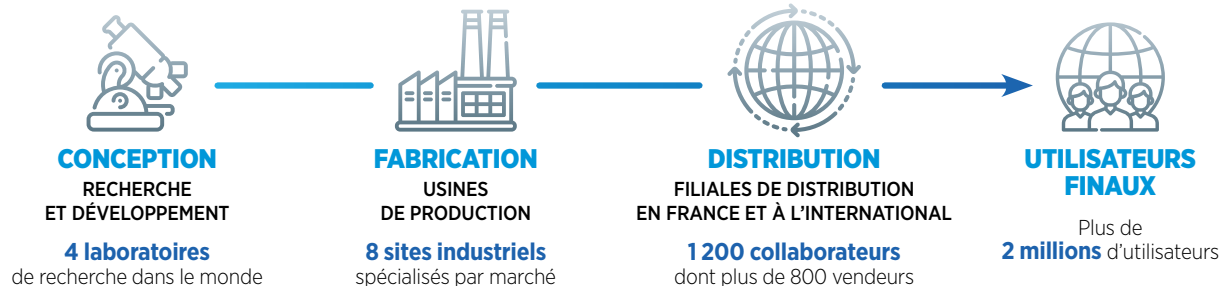 CONCEPTION
RECHERCHE
ET DÉVELOPPEMENT
4 laboratoires
de recherche dans le monde
FABRICATION
USINES
DE PRODUCTION
8 sites industriels
spécialisés par marché
DISTRIBUTION
FILIALES DE DISTRIBUTION
EN FRANCE ET À L’INTERNATIONAL
1 200 collaborateurs
dont plus de 800 vendeurs
UTILISATEURS
FINAUX
Plus de
2 millions d’utilisateurs